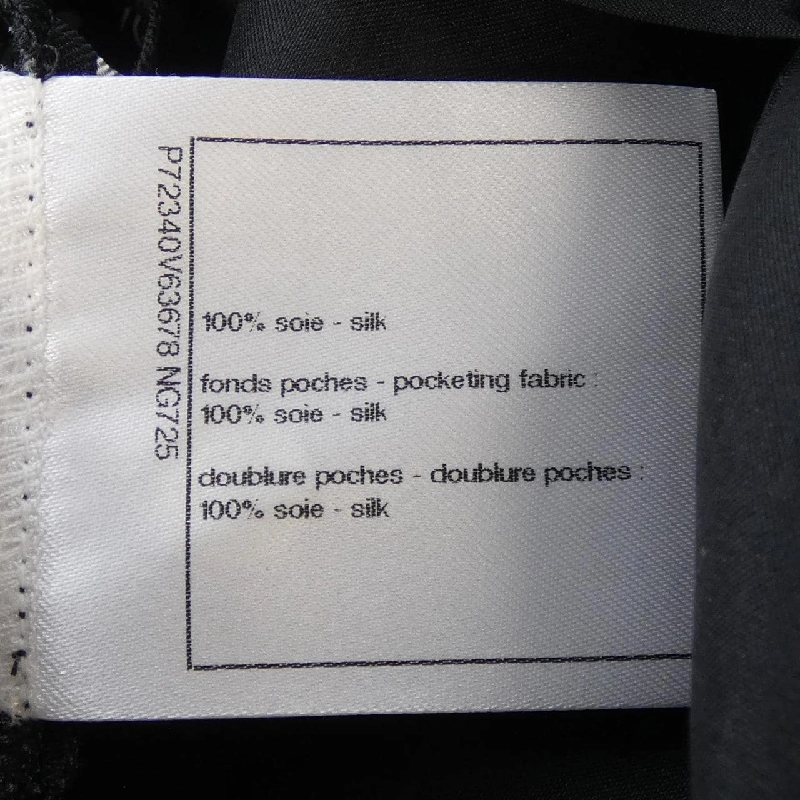 P72340V63678 NG725
100% soie - silk
fonds poches - pocketing fabric :
100% soie - silk
doublure poches - doublure poches :
100% soie - silk